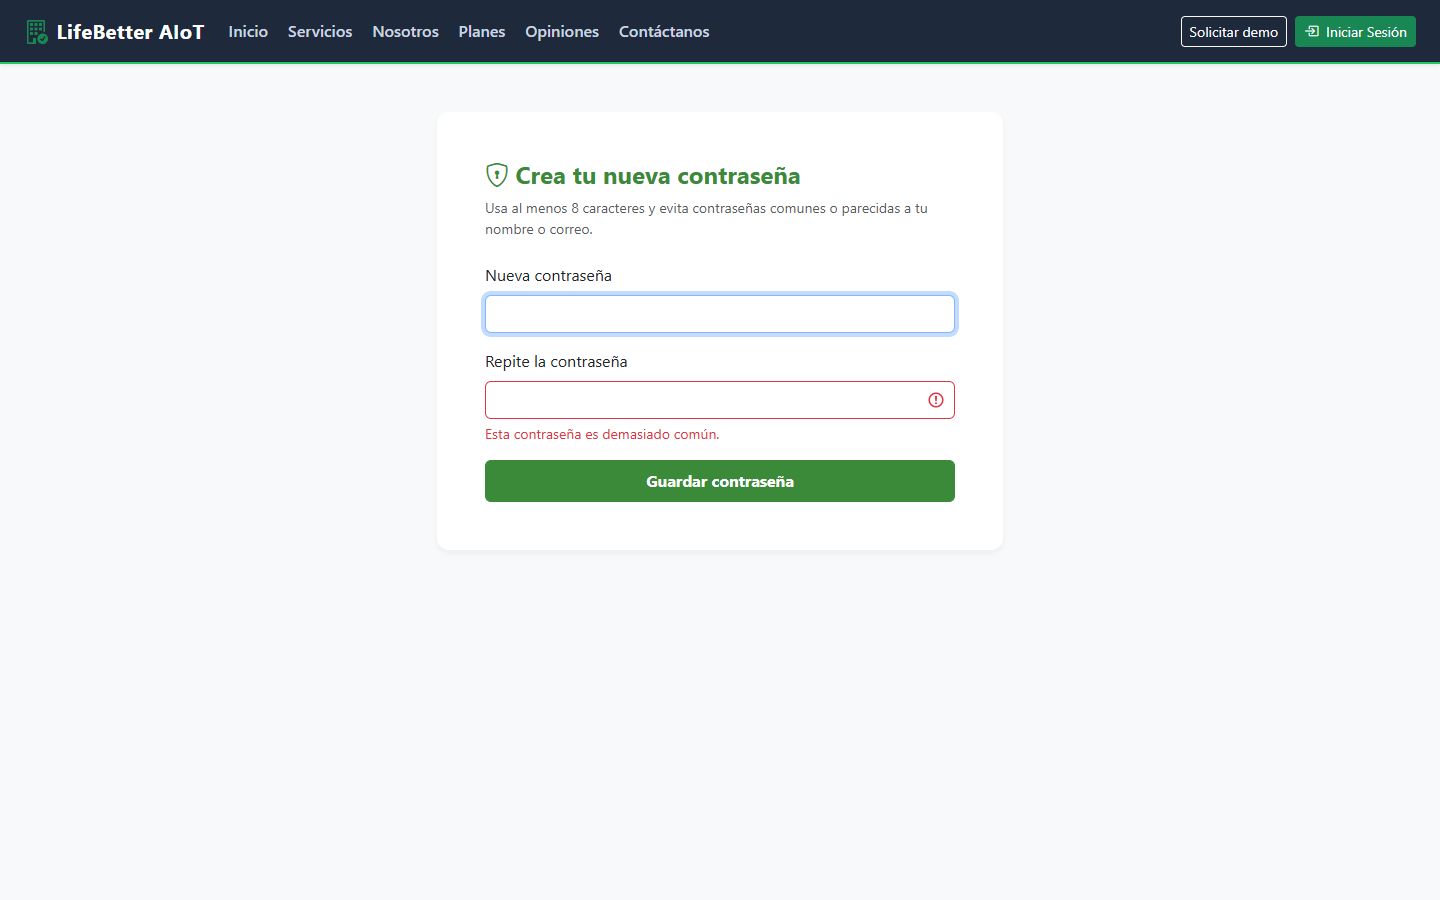 LifeBetter AIoT Inicio Servicios Nosotros Planes Opiniones Contáctanos Solicitar demo Iniciar Sesión
Crea tu nueva contraseña
Usa al menos 8 caracteres y evita contraseñas comunes o parecidas a tu
nombre o correo.
Nueva contraseña
Repite la contraseña
Esta contraseña es demasiado común.
Guardar contraseña